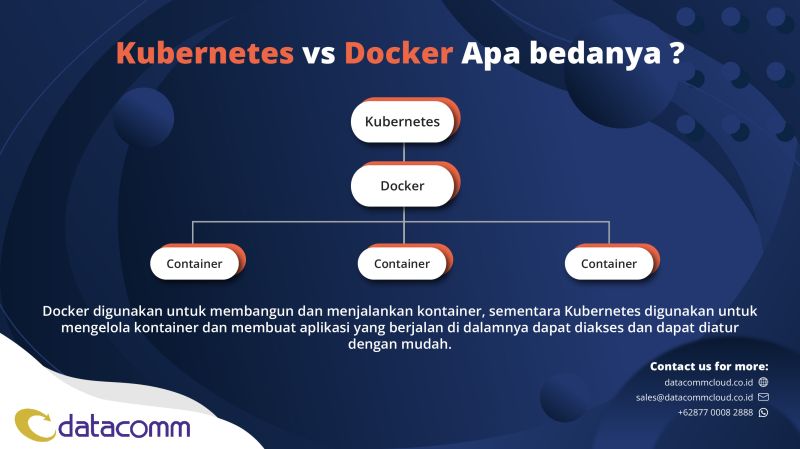 Kubernetes vs Docker Apa bedanya ?
Kubernetes
Docker
Container
Container
Container
Docker digunakan untuk membangun dan menjalankan kontainer, sementara Kubernetes digunakan untuk
mengelola kontainer dan membuat aplikasi yang berjalan di dalamnya dapat diakses dan dapat diatur
dengan mudah.
Contact us for more:
datacommcloud.co.id
sales@datacommcloud.co.id
+62877 0008 2888
datacomm